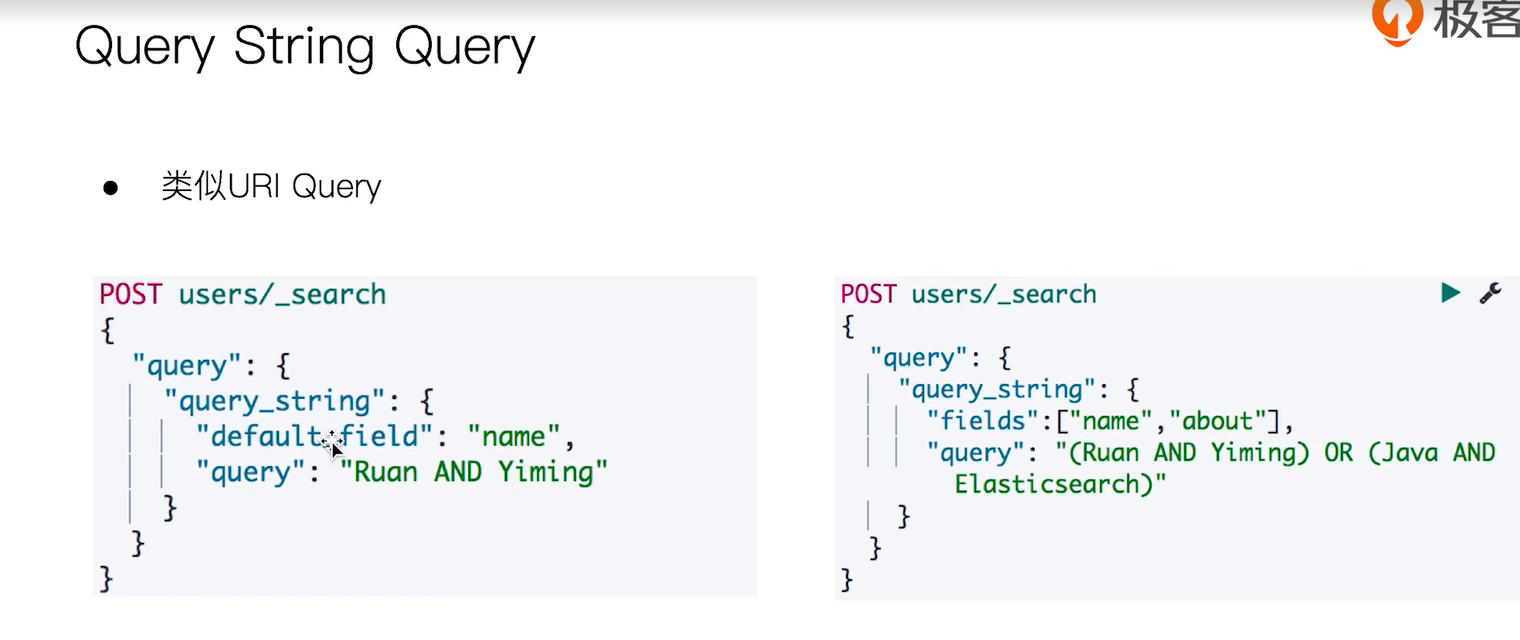 Query String Query
极客
● 类似URI Query
POST users/_search
{
"query": {
"query_string": {
"default_field": "name",
"query": "Ruan AND Yiming"
}
}
}
POST users/_search
{
"query": {
"query_string": {
"fields":["name","about"],
"query": "(Ruan AND Yiming) OR (Java AND
Elasticsearch)"
}
}
}